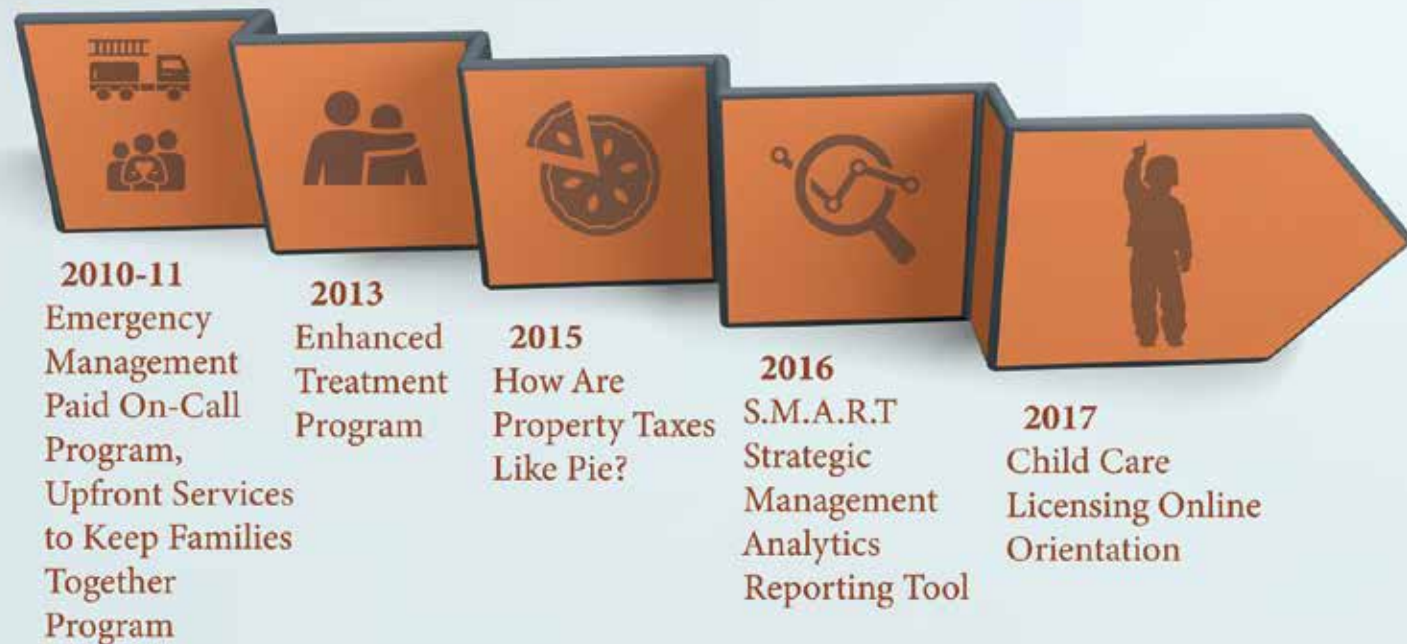 2010-11
Emergency
Management
Paid On-Call
Program,
Upfront Services
to Keep Families
Together
Program
2013
Enhanced
Treatment
Program
2015
How Are
Property Taxes
Like Pie?
2016
S.M.A.R.T
Strategic
Management
Analytics
Reporting Tool
2017
Child Care
Licensing Online
Orientation